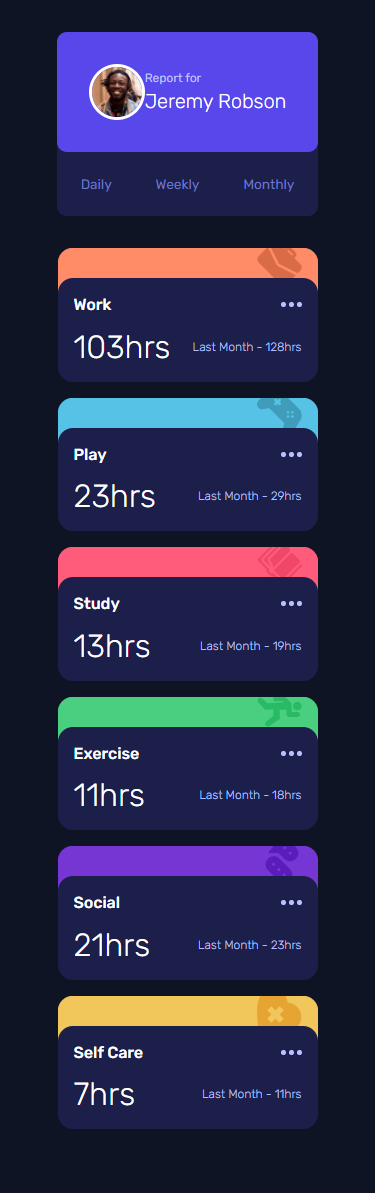 Report for
Jeremy Robson
Daily Weekly Monthly
Work
103hrs Last Month - 128hrs
Play
23hrs Last Month - 29hrs
Study
13hrs Last Month - 19hrs
Exercise
11hrs Last Month - 18hrs
Social
21hrs Last Month - 23hrs
Self Care
7hrs Last Month - 11hrs